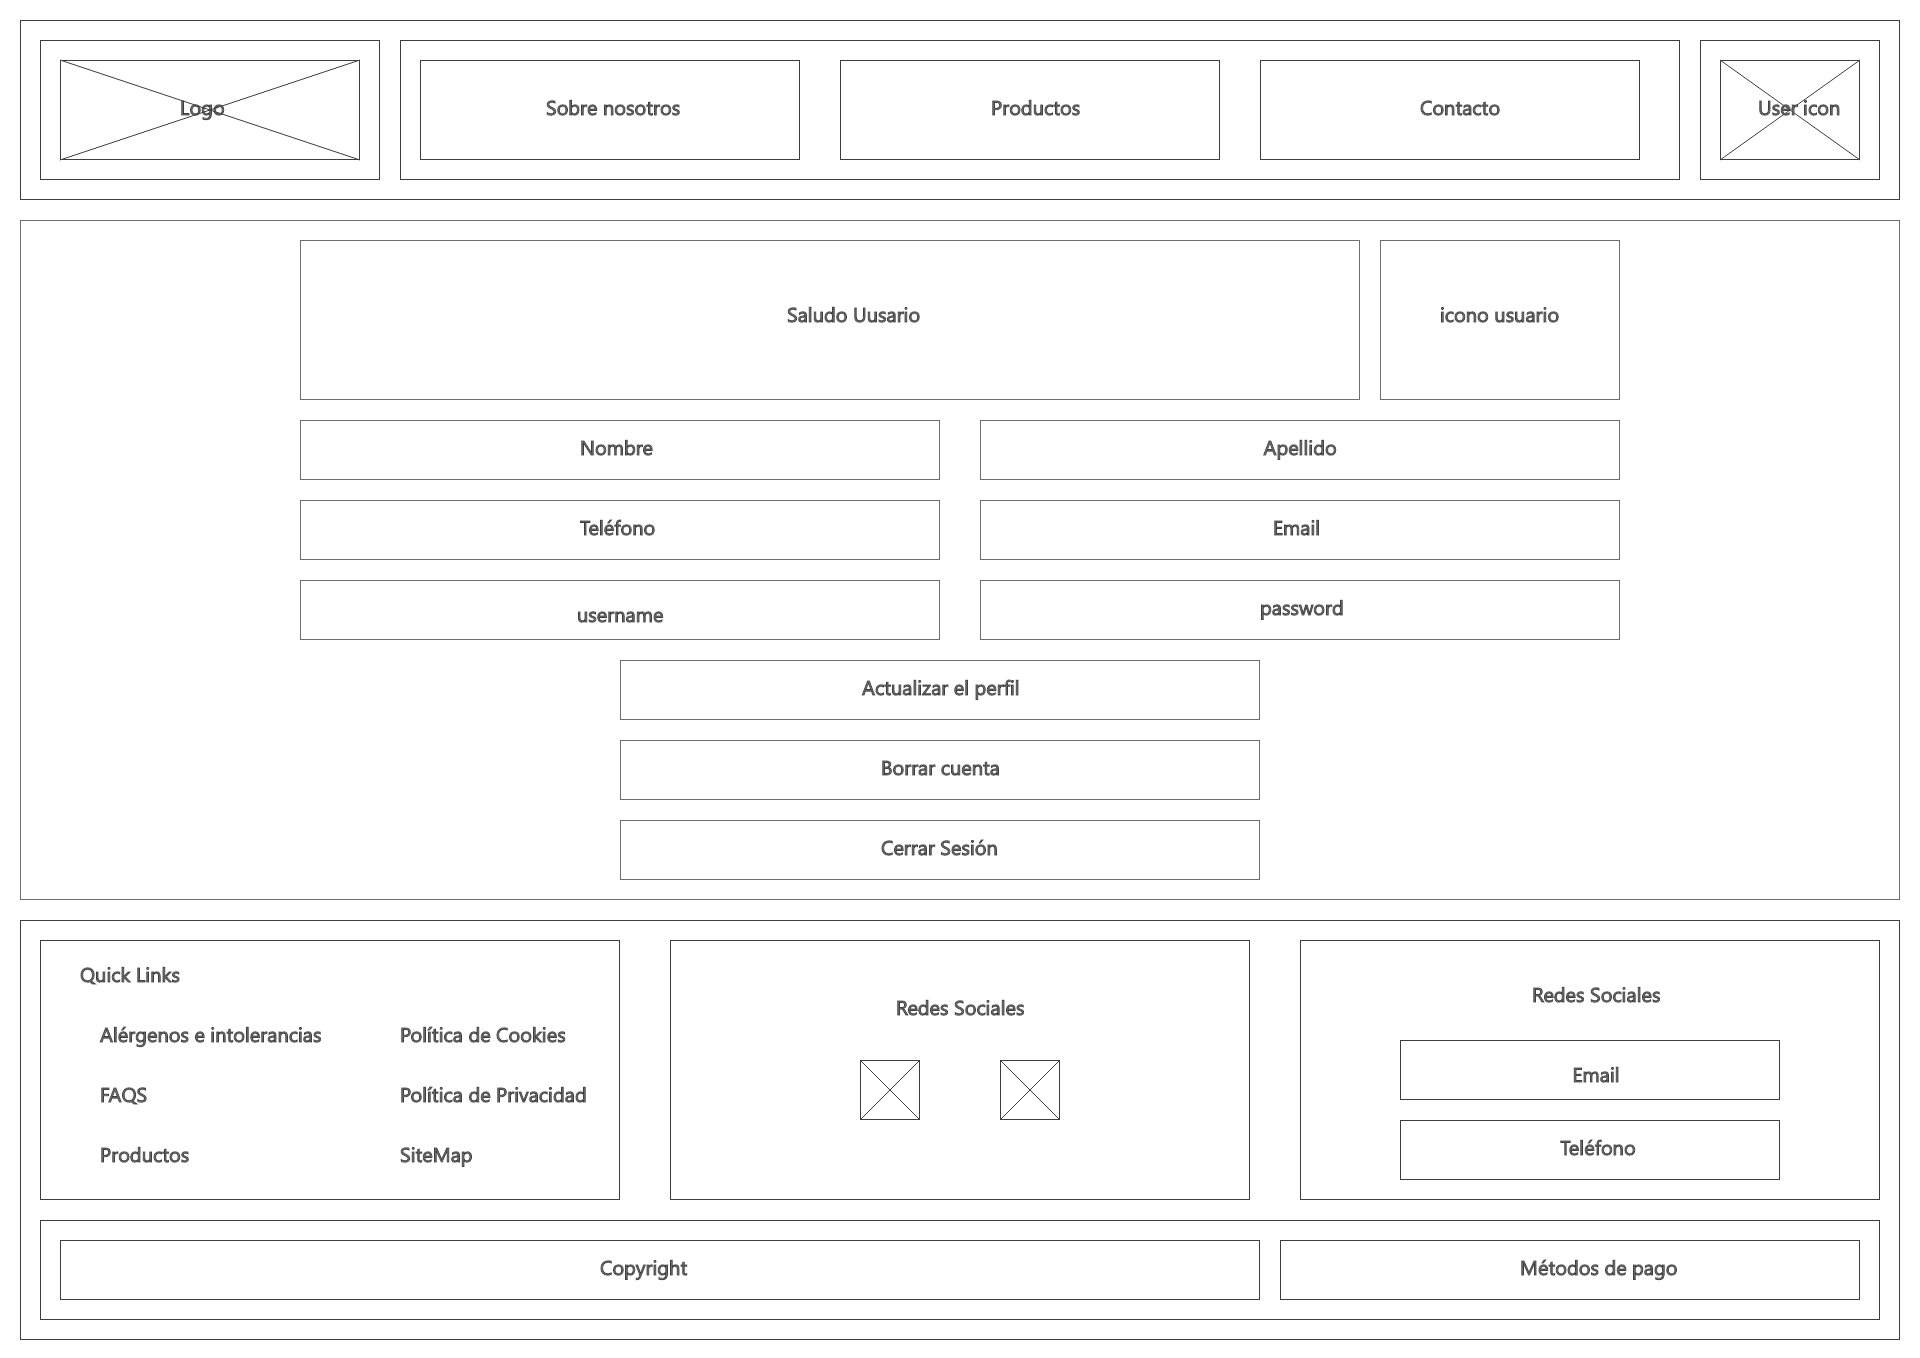 Logo
Sobre nosotros
Productos
Contacto
User icon
Saludo Uusario
icono usuario
Nombre
Apellido
Teléfono
Email
username
password
Actualizar el perfil
Borrar cuenta
Cerrar Sesión
Quick Links
Alérgenos e intolerancias
Política de Cookies
FAQS
Política de Privacidad
Productos
SiteMap
Redes Sociales
Redes Sociales
Email
Teléfono
Copyright
Métodos de pago